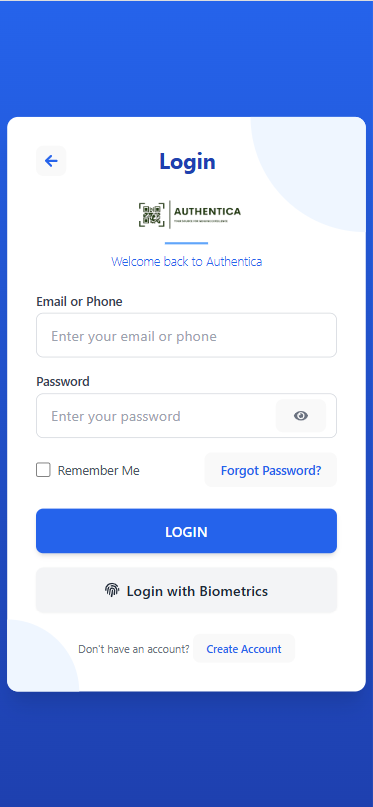 Login
AUTHENTICA
Welcome back to Authentica
Email or Phone
Enter your email or phone
Password
Enter your password
Remember Me
Forgot Password?
LOGIN
Login with Biometrics
Don't have an account? Create Account